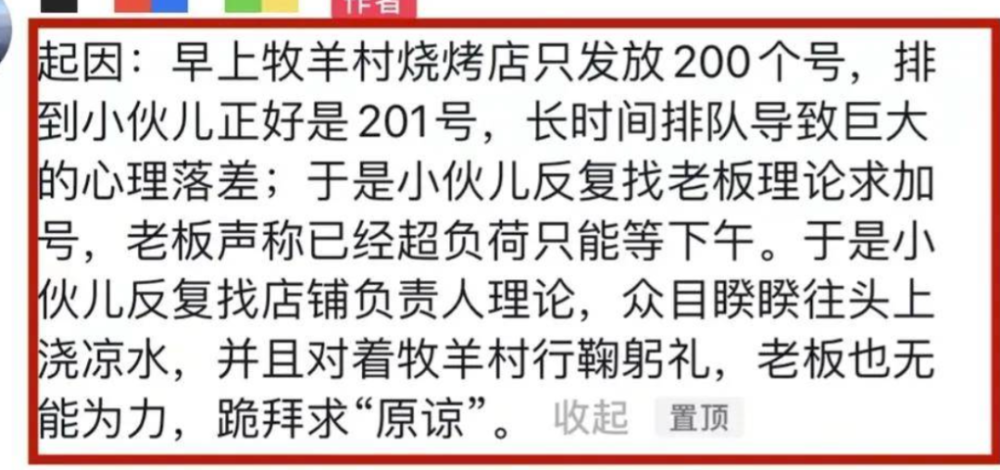 作者
起因：早上牧羊村烧烤店只发放200个号，排
到小伙儿正好是201号，长时间排队导致巨大
的心理落差；于是小伙儿反复找老板理论求加
号，老板声称已经超负荷只能等下午。于是小
伙儿反复找店铺负责人理论，众目睽睽往头上
浇凉水，并且对着牧羊村行鞠躬礼，老板也无
能为力，跪拜求“原谅”。 收起 置顶